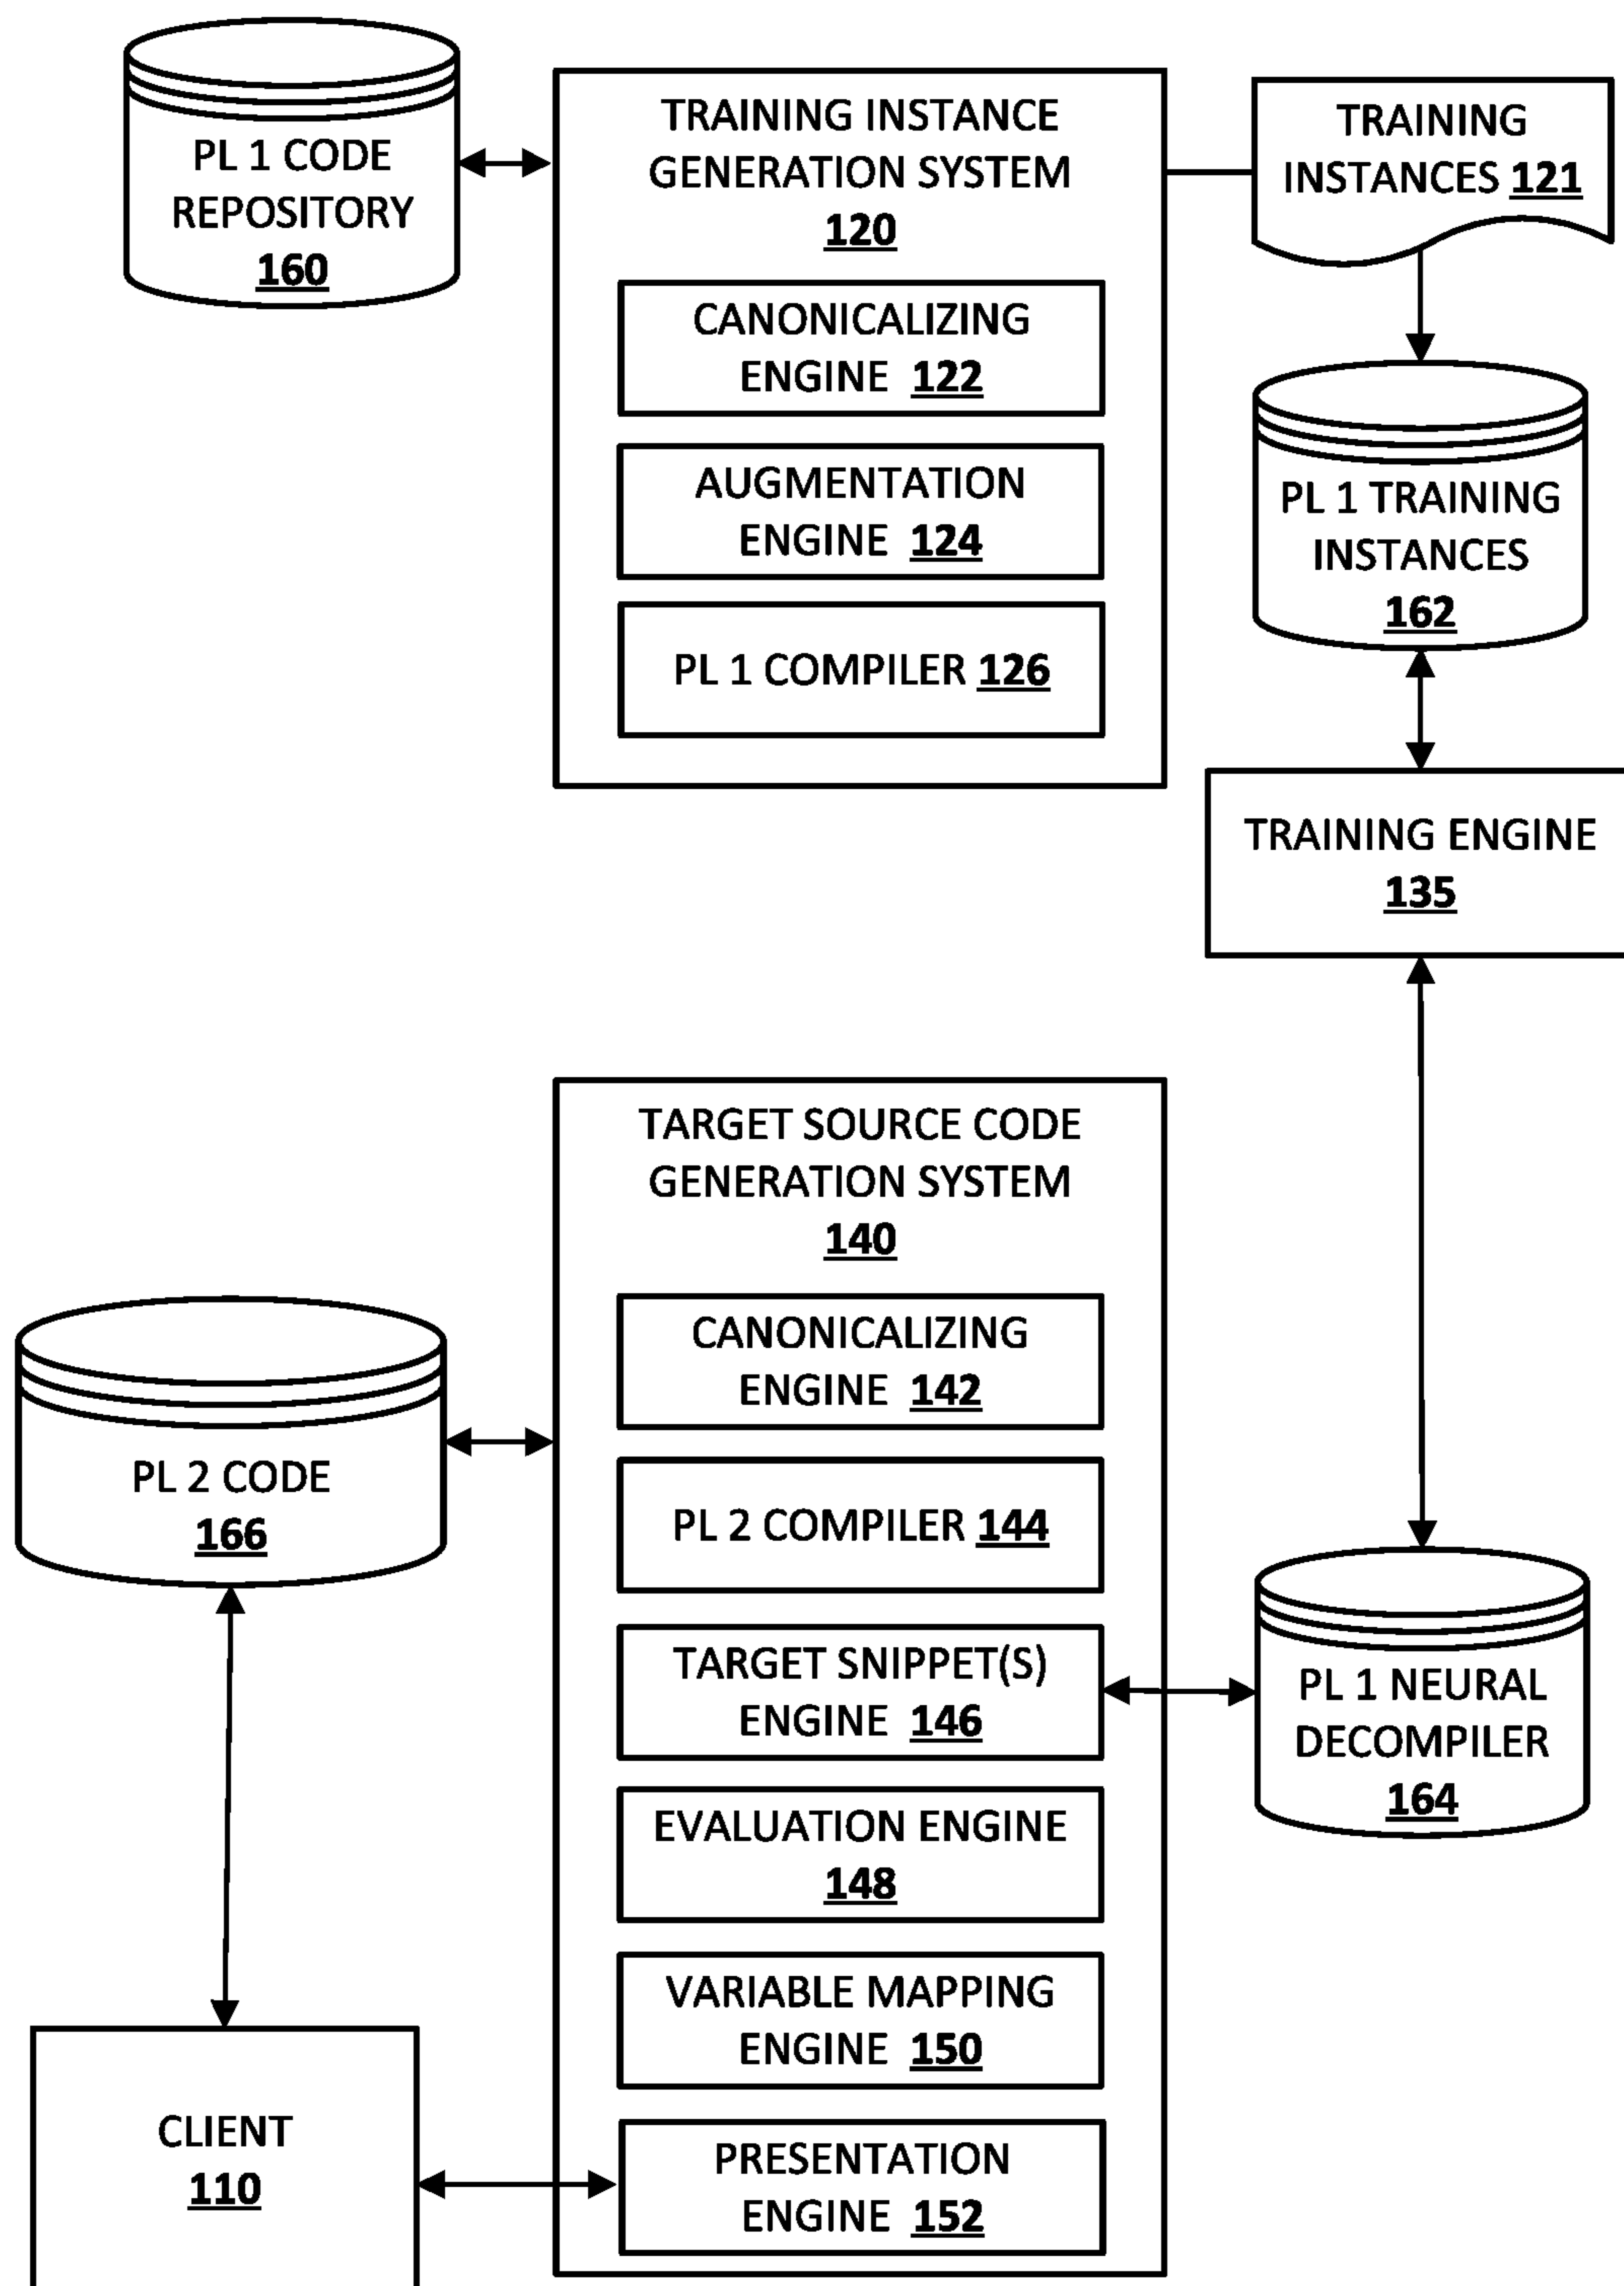 PL 1 CODE
REPOSITORY
160
TRAINING INSTANCE
GENERATION SYSTEM
120
CANONICALIZING
ENGINE 122
AUGMENTATION
ENGINE 124
PL 1 COMPILER 126
TRAINING
INSTANCES 121
PL 1 TRAINING
INSTANCES
162
TRAINING ENGINE
135
TARGET SOURCE CODE
GENERATION SYSTEM
140
CANONICALIZING
ENGINE 142
PL 2 COMPILER 144
TARGET SNIPPET(S)
ENGINE 146
EVALUATION ENGINE
148
VARIABLE MAPPING
ENGINE 150
PRESENTATION
ENGINE 152
PL 2 CODE
166
PL 1 NEURAL
DECOMPILER
164
CLIENT
110